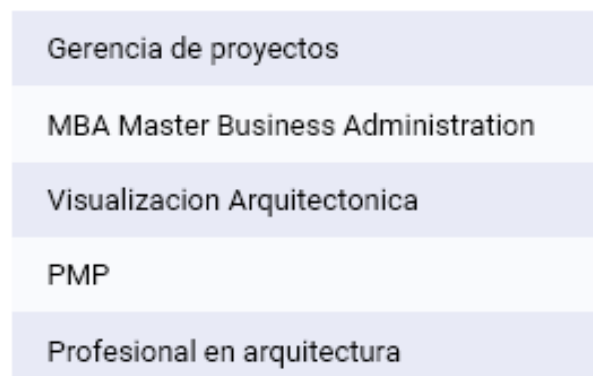 Gerencia de proyectos
MBA Master Business Administration
Visualizacion Arquitectonica
PMP
Profesional en arquitectura